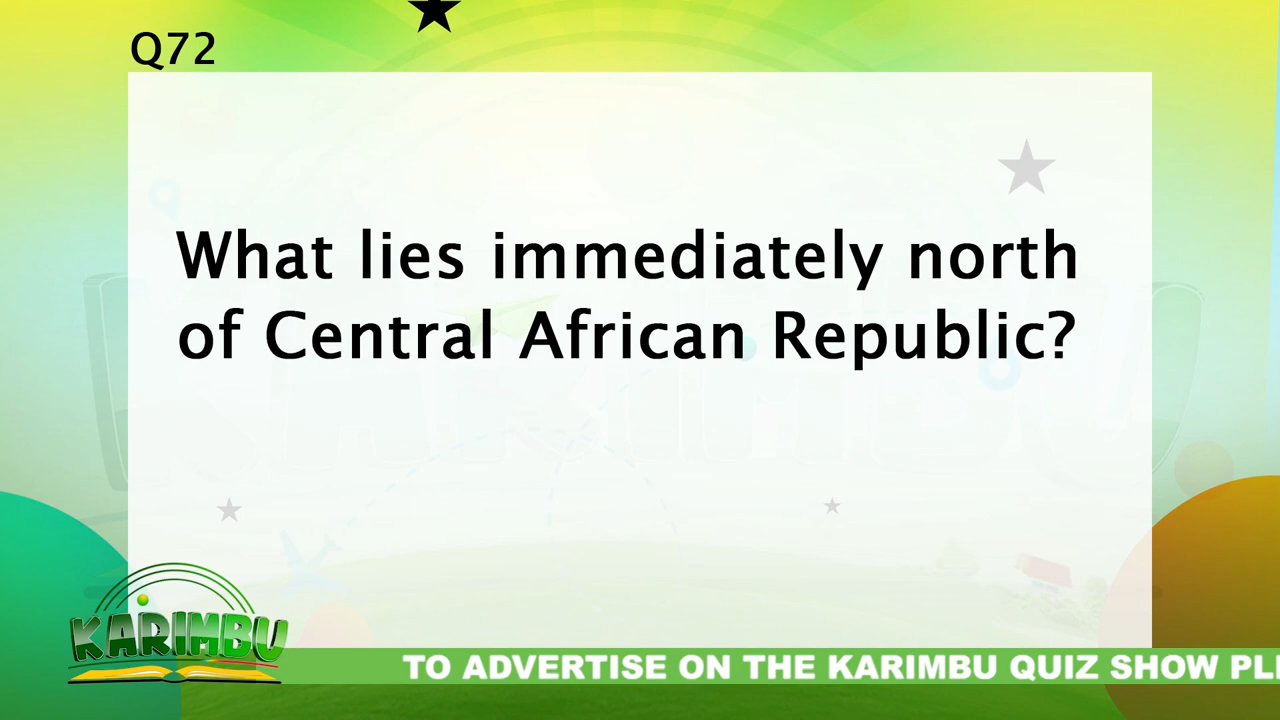 Q72
What lies immediately north
of Central African Republic?
KARIMBU
TO ADVERTISE ON THE KARIMBU QUIZ SHOW